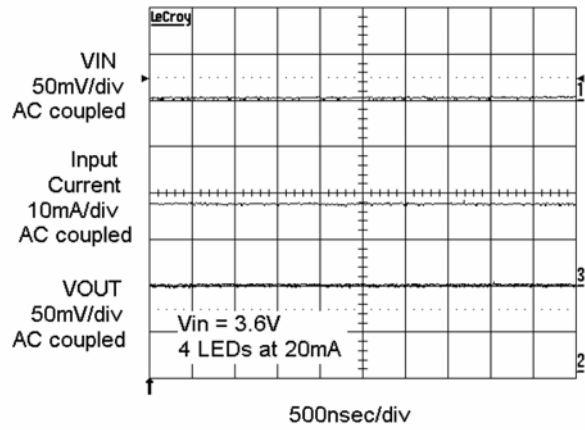 LeCroy
VIN
50mV/div
AC coupled
1
Input
Current
10mA/div
AC coupled
3
VOUT
50mV/div
AC coupled
Vin = 3.6V
4 LEDs at 20mA
2
500nsec/div